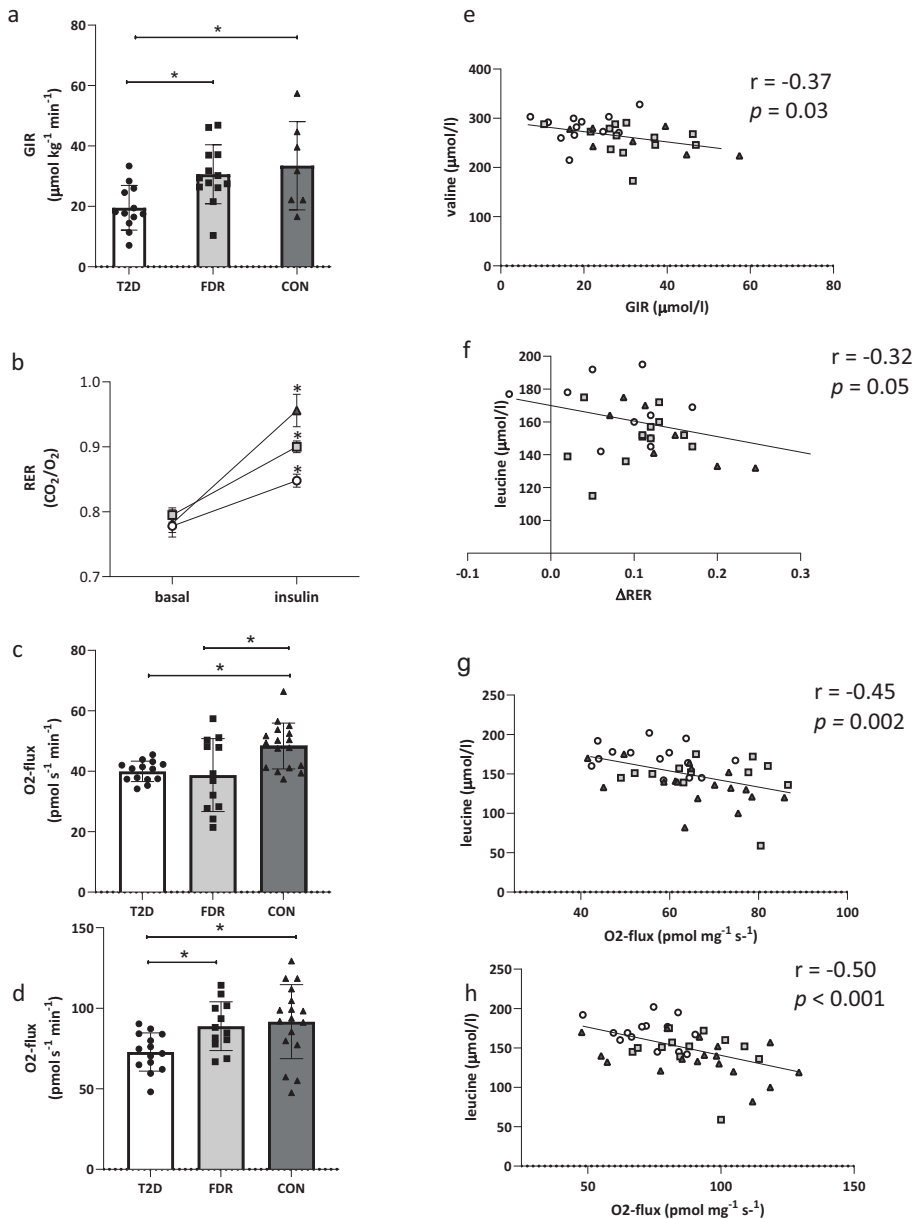 a
80
60
40
20
0
GIR
(μmol kg-1 min-1)
*
*
T2D FDR CON
b
1.0
0.9
0.8
0.7
RER
(CO2/O2)
*
*
*
basal insulin
c
80
60
40
20
0
O2-flux
(pmol s-1 min-1)
*
*
T2D FDR CON
d
150
100
50
0
O2-flux
(pmol s-1 min-1)
*
*
T2D FDR CON
e
400
300
200
100
0
valine (μmol/l)
r = -0.37
p = 0.03
0 20 40 60 80
GIR (μmol/l)
f
200
180
160
140
120
100
leucine (μmol/l)
r = -0.32
p = 0.05
-0.1 0.0 0.1 0.2 0.3
ΔRER
g
250
200
150
100
50
0
leucine (μmol/l)
r = -0.45
p = 0.002
40 60 80 100
O2-flux (pmol mg-1 s-1)
h
250
200
150
100
50
0
leucine (μmol/l)
r = -0.50
p < 0.001
50 100 150
O2-flux (pmol mg-1 s-1)